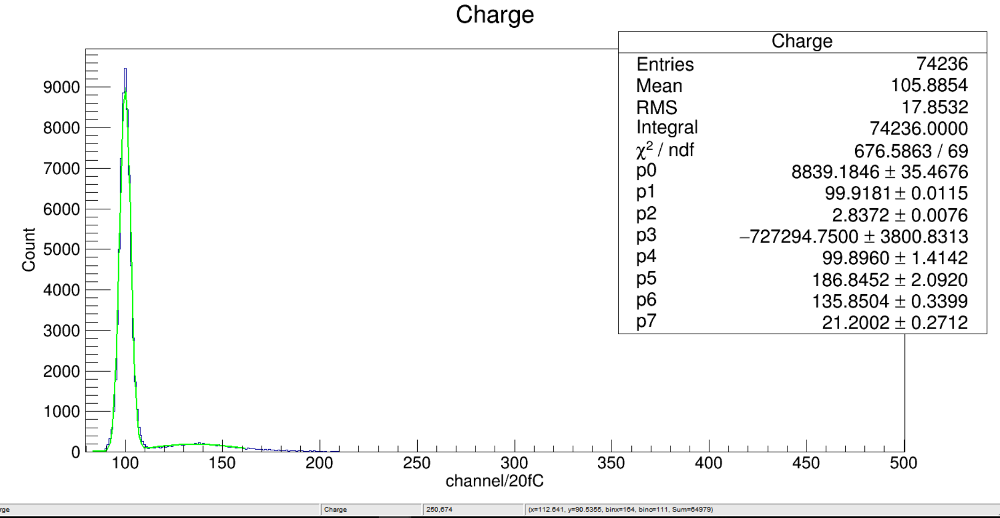 Charge
Charge
Entries 74236
Mean 105.8854
RMS 17.8532
Integral 74236.0000
χ² / ndf 676.5863 / 69
p0 8839.1846 ± 35.4676
p1 99.9181 ± 0.0115
p2 2.8372 ± 0.0076
p3 −727294.7500 ± 3800.8313
p4 99.8960 ± 1.4142
p5 186.8452 ± 2.0920
p6 135.8504 ± 0.3399
p7 21.2002 ± 0.2712
9000
8000
7000
6000
5000
4000
3000
2000
1000
0
Count
100 150 200 250 300 350 400 450 500
channel/20fC
rge Charge 250,674 (x=112.641, y=90.5355, binx=164, binc=111, Sum=64979)